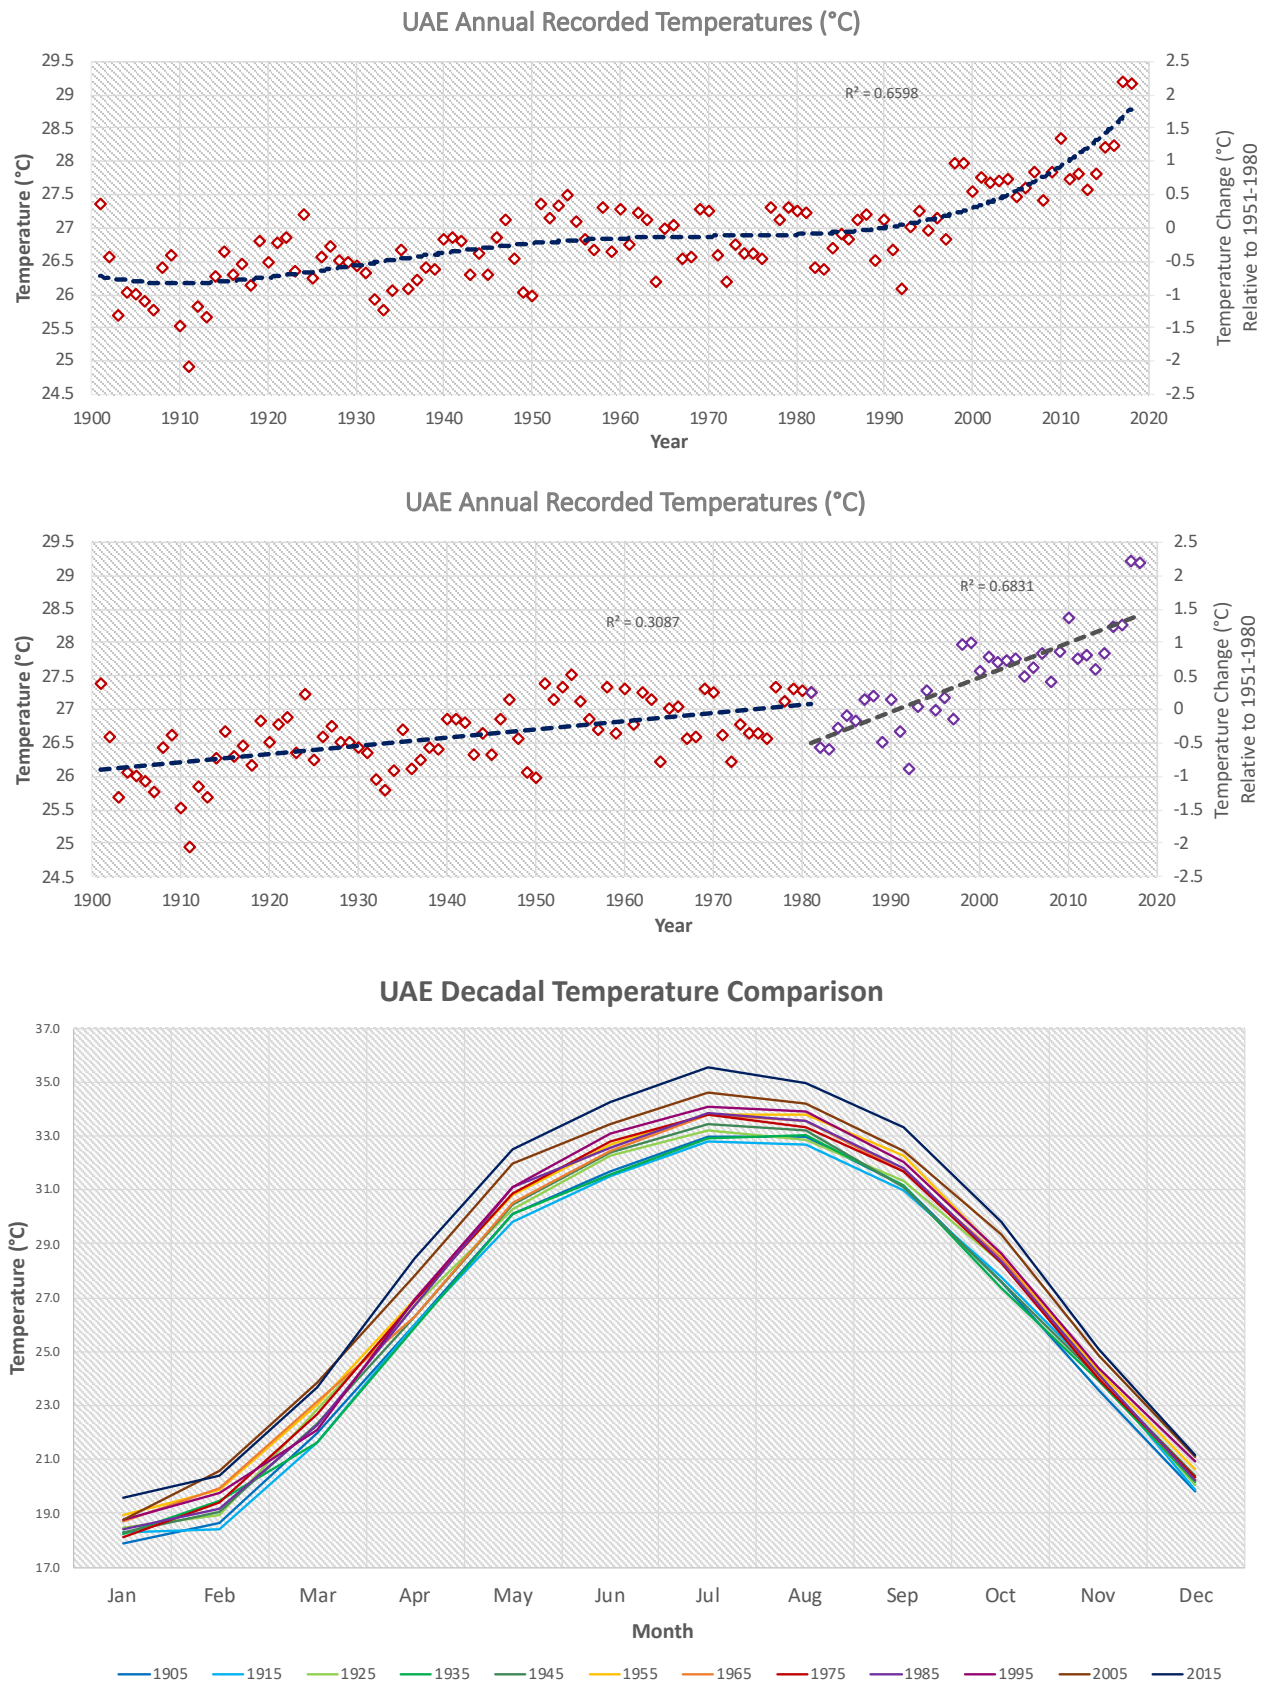 UAE Annual Recorded Temperatures (°C)
29.5
29
28.5
28
27.5
27
26.5
26
25.5
25
24.5
Temperature (°C)
R² = 0.6598
2.5
2
1.5
1
0.5
0
-0.5
-1
-1.5
-2
-2.5
Temperature Change (°C)
Relative to 1951-1980
1900 1910 1920 1930 1940 1950 1960 1970 1980 1990 2000 2010 2020
Year
UAE Annual Recorded Temperatures (°C)
29.5
29
28.5
28
27.5
27
26.5
26
25.5
25
24.5
Temperature (°C)
R² = 0.3087
R² = 0.6831
2.5
2
1.5
1
0.5
0
-0.5
-1
-1.5
-2
-2.5
Temperature Change (°C)
Relative to 1951-1980
1900 1910 1920 1930 1940 1950 1960 1970 1980 1990 2000 2010 2020
Year
UAE Decadal Temperature Comparison
37.0
35.0
33.0
31.0
29.0
27.0
25.0
23.0
21.0
19.0
17.0
Temperature (°C)
Jan Feb Mar Apr May Jun Jul Aug Sep Oct Nov Dec
Month
1905 1915 1925 1935 1945 1955 1965 1975 1985 1995 2005 2015